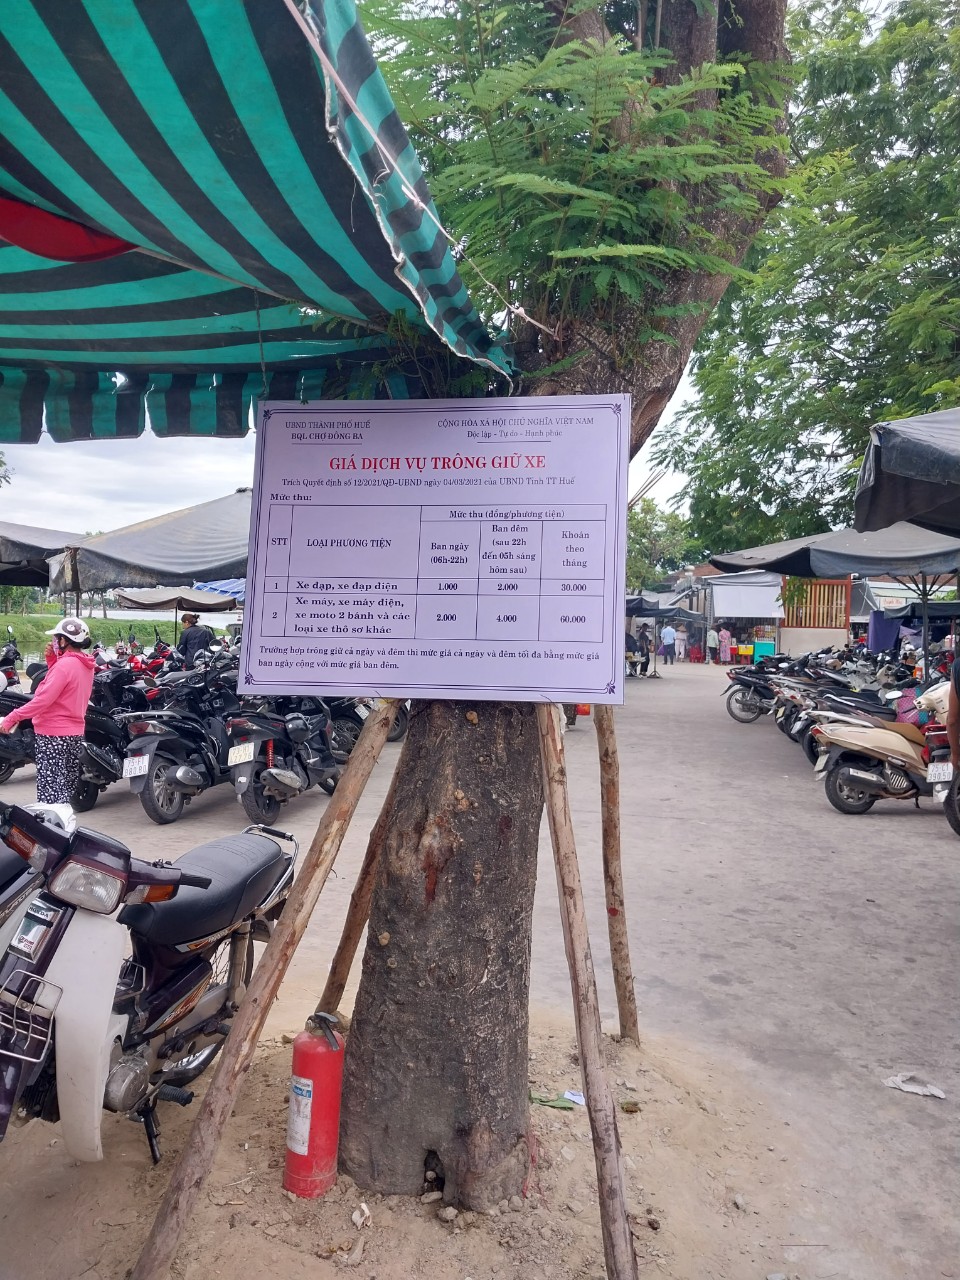 UBND THÀNH PHỐ HUẾ
BQL CHỢ ĐÔNG BA
CỘNG HÒA XÃ HỘI CHỦ NGHĨA VIỆT NAM
Độc lập - Tự do - Hạnh phúc
GIÁ DỊCH VỤ TRÔNG GIỮ XE
Trích Quyết định số 12/2021/QĐ-UBND ngày 04/03/2021 của UBND Tỉnh TT Huế
Mức thu:
STT
LOẠI PHƯƠNG TIỆN
Mức thu (đồng/phương tiện)
Ban ngày
(06h-22h)
Ban đêm
(sau 22h
đến 05h sáng
hôm sau)
Khoán
theo
tháng
1 Xe đạp, xe đạp điện 1.000 2.000 30.000
2 Xe máy, xe máy điện,
xe moto 2 bánh và các
loại xe thô sơ khác
2.000 4.000 60.000
Trường hợp trông giữ cả ngày và đêm thì mức giá cả ngày và đêm tối đa bằng mức giá
ban ngày cộng với mức giá ban đêm.